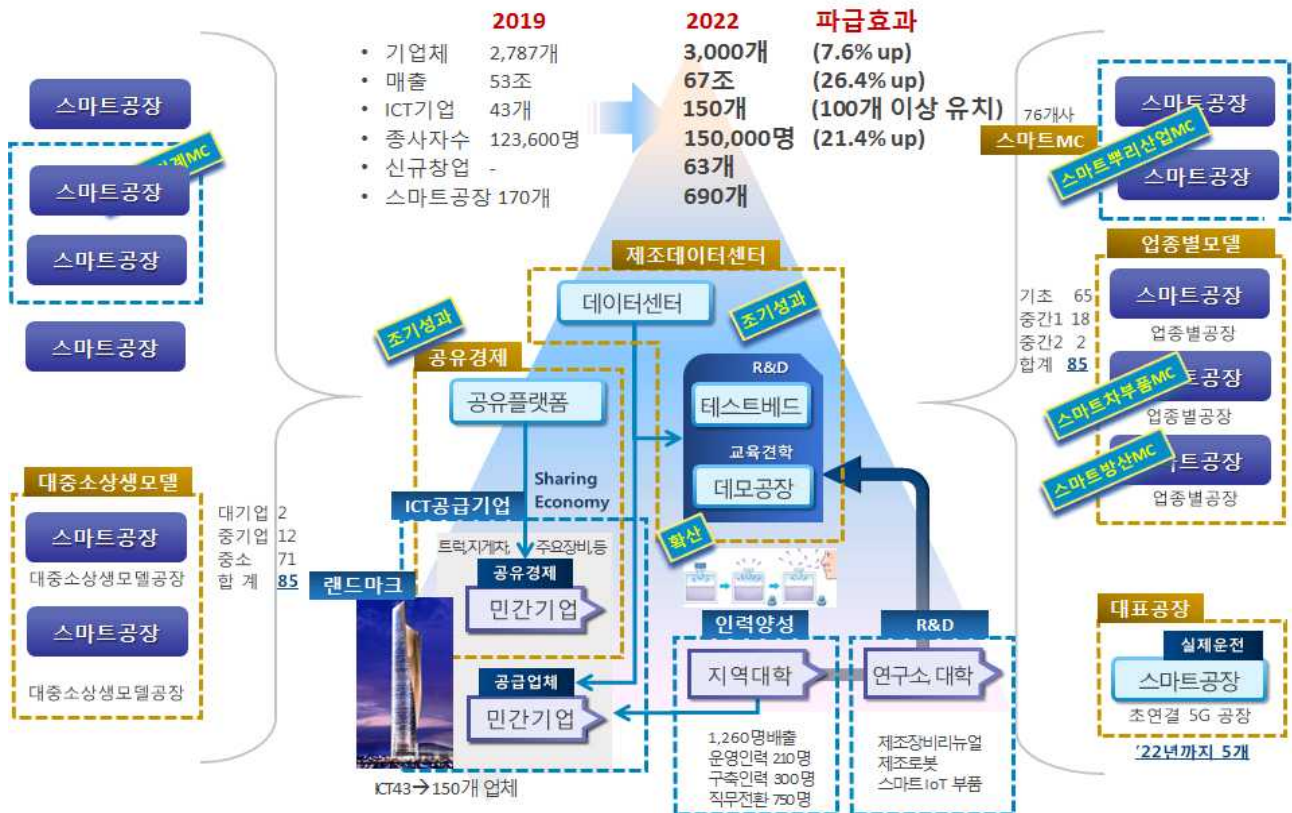 2019 2022 파급효과
• 기업체 2,787개 3,000개 (7.6% up)
• 매출 53조 67조 (26.4% up)
• ICT기업 43개 150개 (100개 이상 유치)
• 종사자수 123,600명 150,000명 (21.4% up)
• 신규창업 - 63개
• 스마트공장 170개 690개
스마트공장
계MC
스마트공장
스마트공장
스마트공장
대중소상생모델
스마트공장
대중소상생모델공장
스마트공장
대중소상생모델공장
대기업 2
중기업 12
중소 71
합 계 85
제조데이터센터
데이터센터
조기성과
조기성과
공유경제
공유플랫폼
Sharing
Economy
R&D
테스트베드
교육견학
데모공장
확산
ICT공급기업
트럭,지게차, 주요장비,등
공유경제
민간기업
랜드마크
공급업체
민간기업
ICT43→150개 업체
인력양성
지역대학
1,260명배출
운영인력 210명
구축인력 300명
직무전환 750명
R&D
연구소, 대학
제조장비리뉴얼
제조로봇
스마트IoT 부품
76개사
스마트MC
스마트공장
스마트뿌리산업MC
스마트공장
업종별모델
기초 65
중간1 18
중간2 2
합계 85
스마트공장
업종별공장
스마트차부품MC
트공장
업종별공장
스마트방산MC
트공장
업종별공장
대표공장
실제운전
스마트공장
초연결 5G 공장
'22년까지 5개